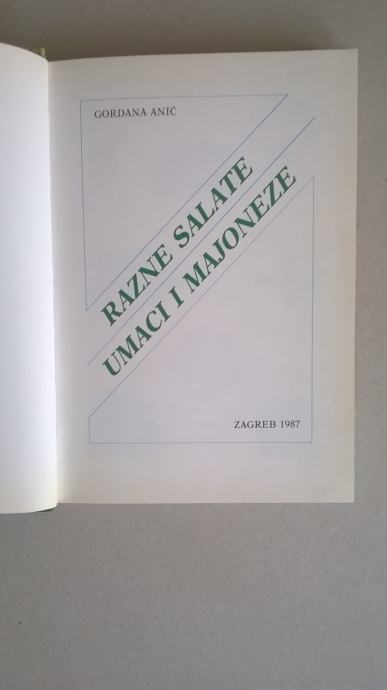 GORDANA ANIĆ
RAZNE SALATE
UMACI I MAJONEZE
ZAGREB 1987